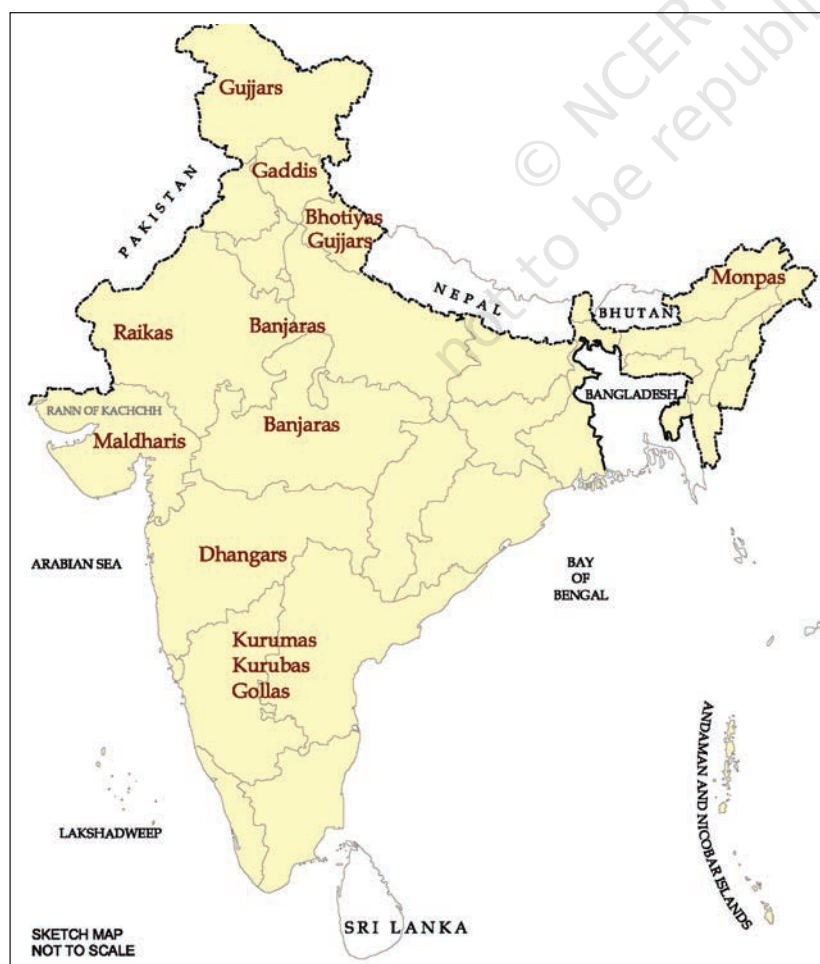 © NCERT
not to be republi
Gujjars
Gaddis
PAKISTAN
Bhotiyas
Gujjars
Monpas
NEPAL
BHUTAN
Raikas
Banjaras
BANGLADESH
RANN OF KACHCHH
Maldharis
Banjaras
ARABIAN SEA
Dhangars
BAY
OF
BENGAL
Kurumas
Kurubas
Gollas
ANDAMAN AND NICOBAR ISLANDS
LAKSHADWEEP
SRI LANKA
SKETCH MAP
NOT TO SCALE